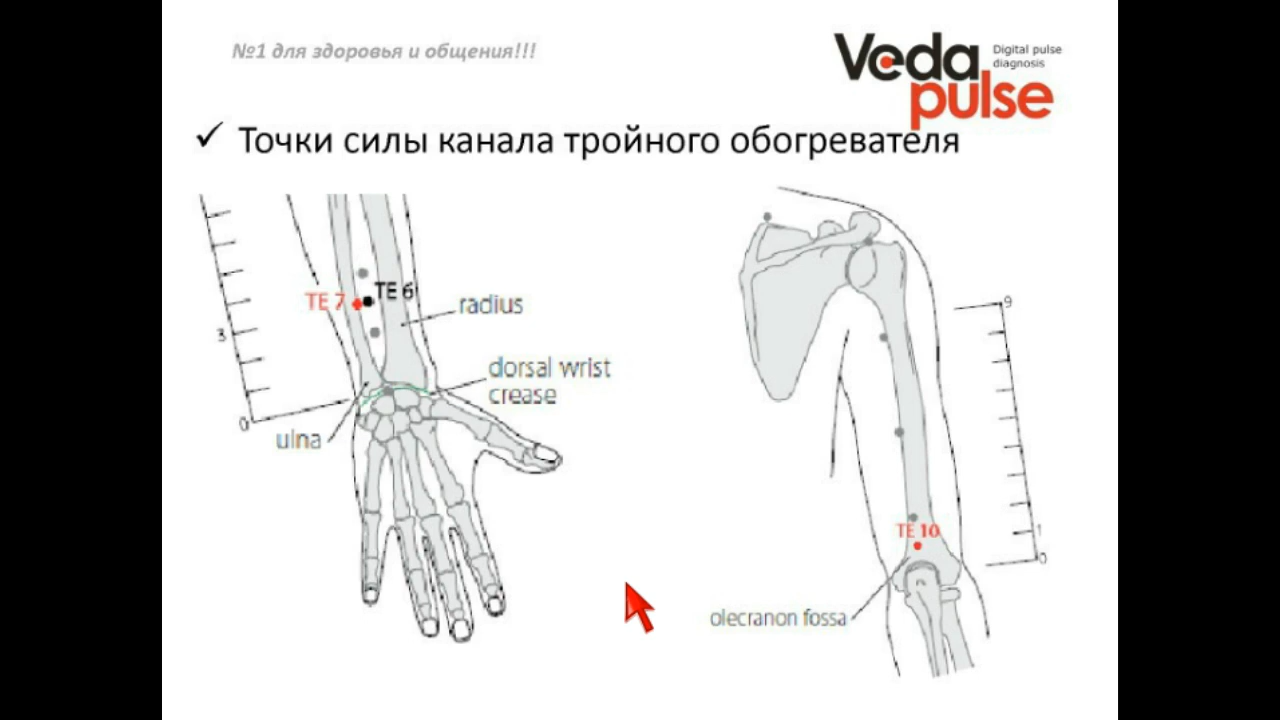 №1 для здоровья и общения!!!
Veda
pulse
Digital pulse
diagnosis
✓ Точки силы канала тройного обогревателя
TE 7
TE 6
radius
3
dorsal wrist
crease
0
ulna
9
TE 10
1
0
olecranon fossa